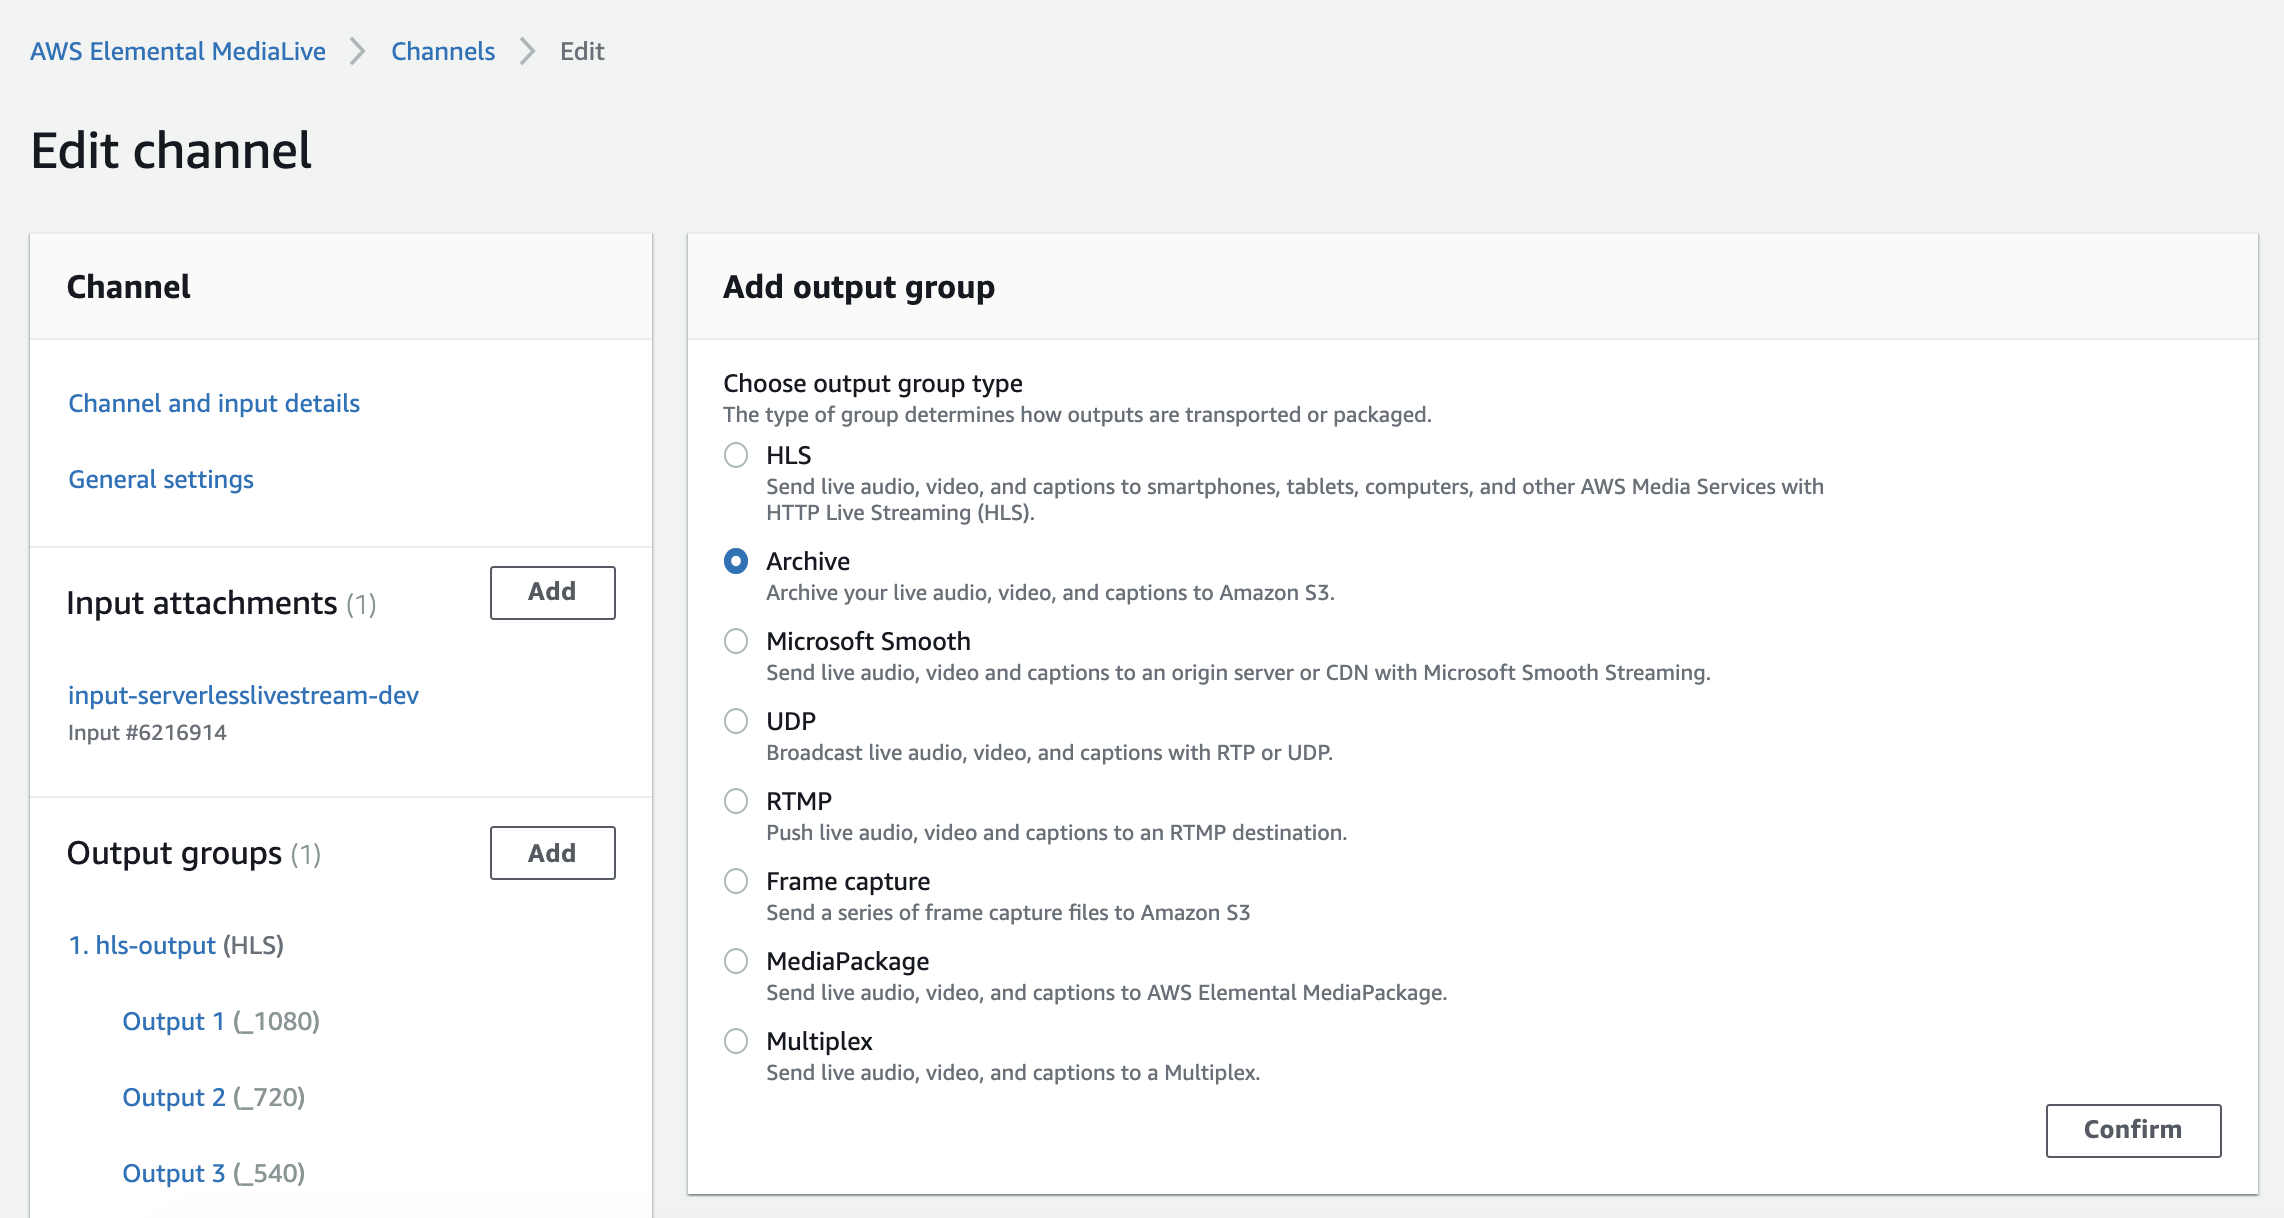 AWS Elemental MediaLive
Channels
Edit
Edit channel
Channel
Channel and input details
General settings
Input attachments (1)
Add
input-serverlesslivestream-dev
Input #6216914
Output groups (1)
Add
1. hls-output (HLS)
Output 1 (_1080)
Output 2 (_720)
Output 3 (_540)
Add output group
Choose output group type
The type of group determines how outputs are transported or packaged.
HLS
Send live audio, video, and captions to smartphones, tablets, computers, and other AWS Media Services with
HTTP Live Streaming (HLS).
Archive
Archive your live audio, video, and captions to Amazon S3.
Microsoft Smooth
Send live audio, video and captions to an origin server or CDN with Microsoft Smooth Streaming.
UDP
Broadcast live audio, video, and captions with RTP or UDP.
RTMP
Push live audio, video and captions to an RTMP destination.
Frame capture
Send a series of frame capture files to Amazon S3
MediaPackage
Send live audio, video, and captions to AWS Elemental MediaPackage.
Multiplex
Send live audio, video, and captions to a Multiplex.
Confirm